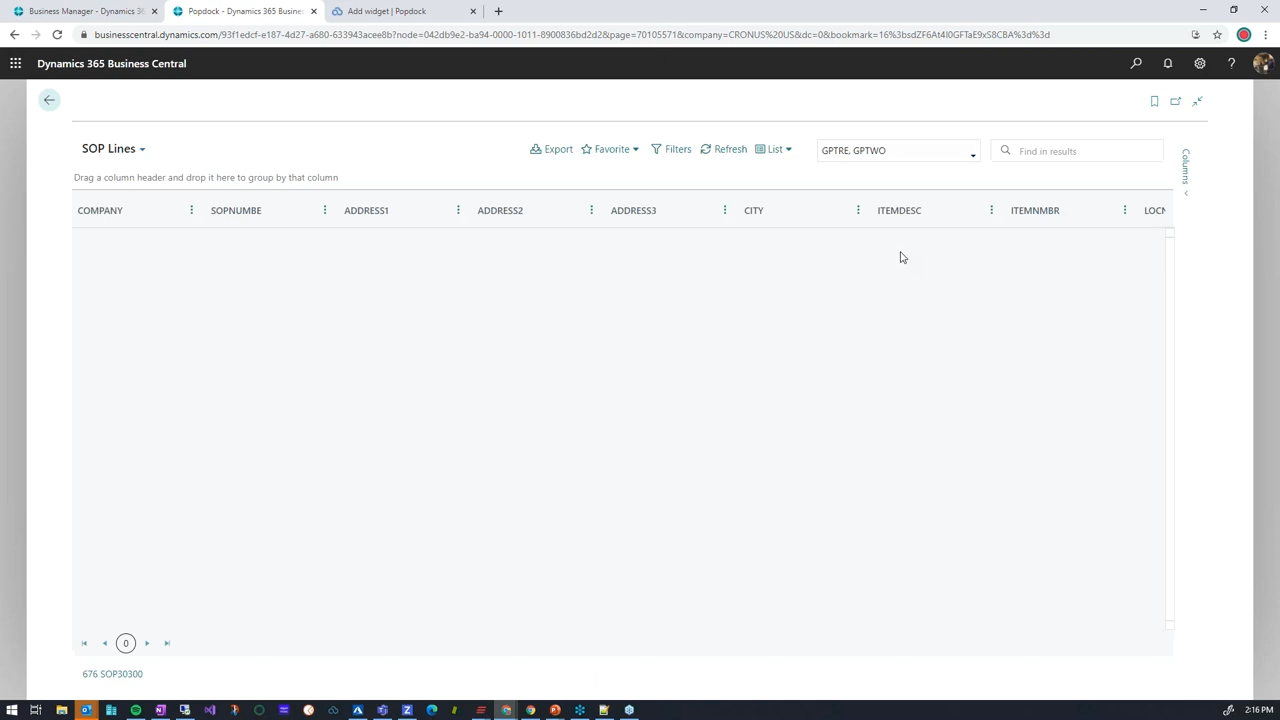 Business Manager - Dynamics 36
Popdock - Dynamics 365 Busines
Add widget | Popdock
businesscentral.dynamics.com/93f1edcf-e187-4d27-a680-633943acee8b?node=042db9e2-ba94-0000-1011-8900836bd2d2&page=70105571&company=CRONUS%20US&dc=0&bookmark=16%3bsdZF6At4I0GFTaE9xS8CBA%3d%3d
Dynamics 365 Business Central
SOP Lines
Export
Favorite
Filters
Refresh
List
GPTRE, GPTWO
Find in results
Columns
Drag a column header and drop it here to group by that column
COMPANY
SOPNUMBE
ADDRESS1
ADDRESS2
ADDRESS3
CITY
ITEMDESC
ITEMNMBR
LOCN
0
676 SOP30300
2:16 PM